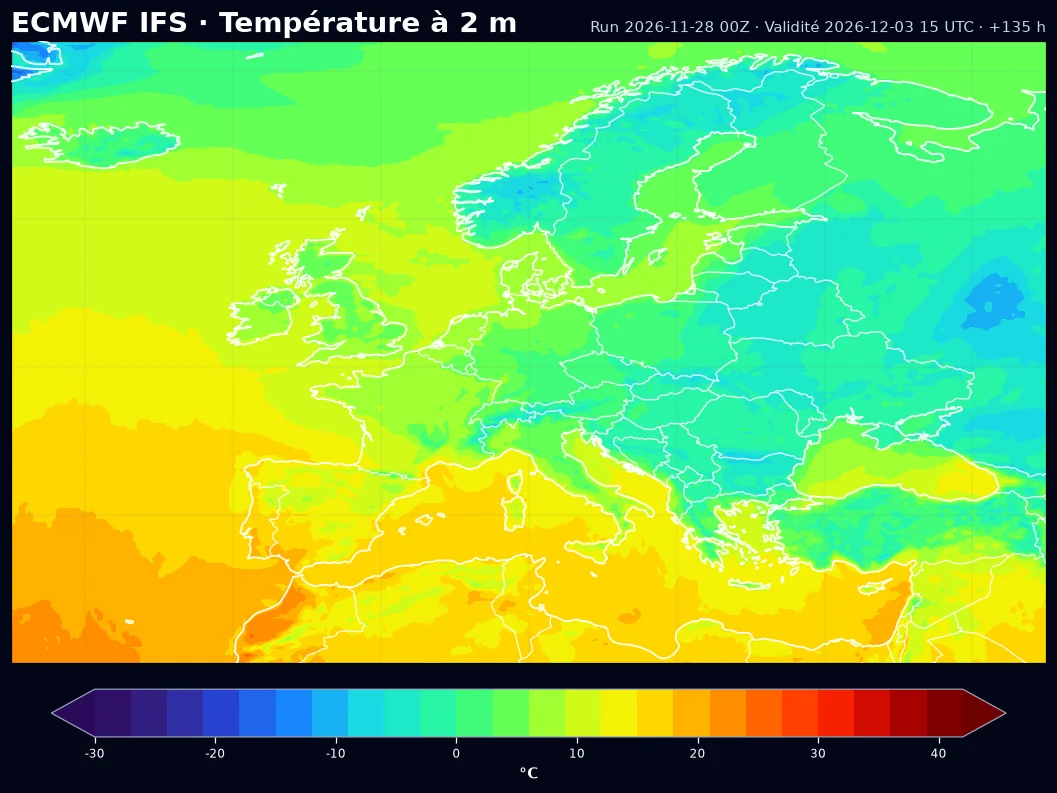 ECMWF IFS · Température à 2 m
Run 2026-11-28 00Z · Validité 2026-12-03 15 UTC · +135 h
-30 -20 -10 0 10 20 30 40
°C